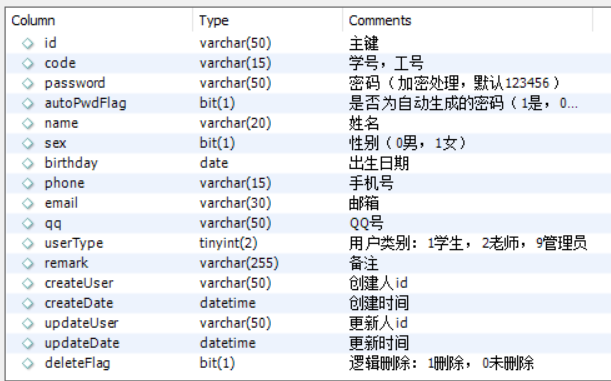 Column Type Comments
id varchar(50) 主键
code varchar(15) 学号，工号
password varchar(50) 密码（加密处理，默认123456）
autoPwdFlag bit(1) 是否为自动生成的密码（1是，0...
name varchar(20) 姓名
sex bit(1) 性别（0男，1女）
birthday date 出生日期
phone varchar(15) 手机号
email varchar(30) 邮箱
qq varchar(50) QQ号
userType tinyint(2) 用户类别：1学生，2老师，9管理员
remark varchar(255) 备注
createUser varchar(50) 创建人id
createDate datetime 创建时间
updateUser varchar(50) 更新人id
updateDate datetime 更新时间
deleteFlag bit(1) 逻辑删除：1删除，0未删除